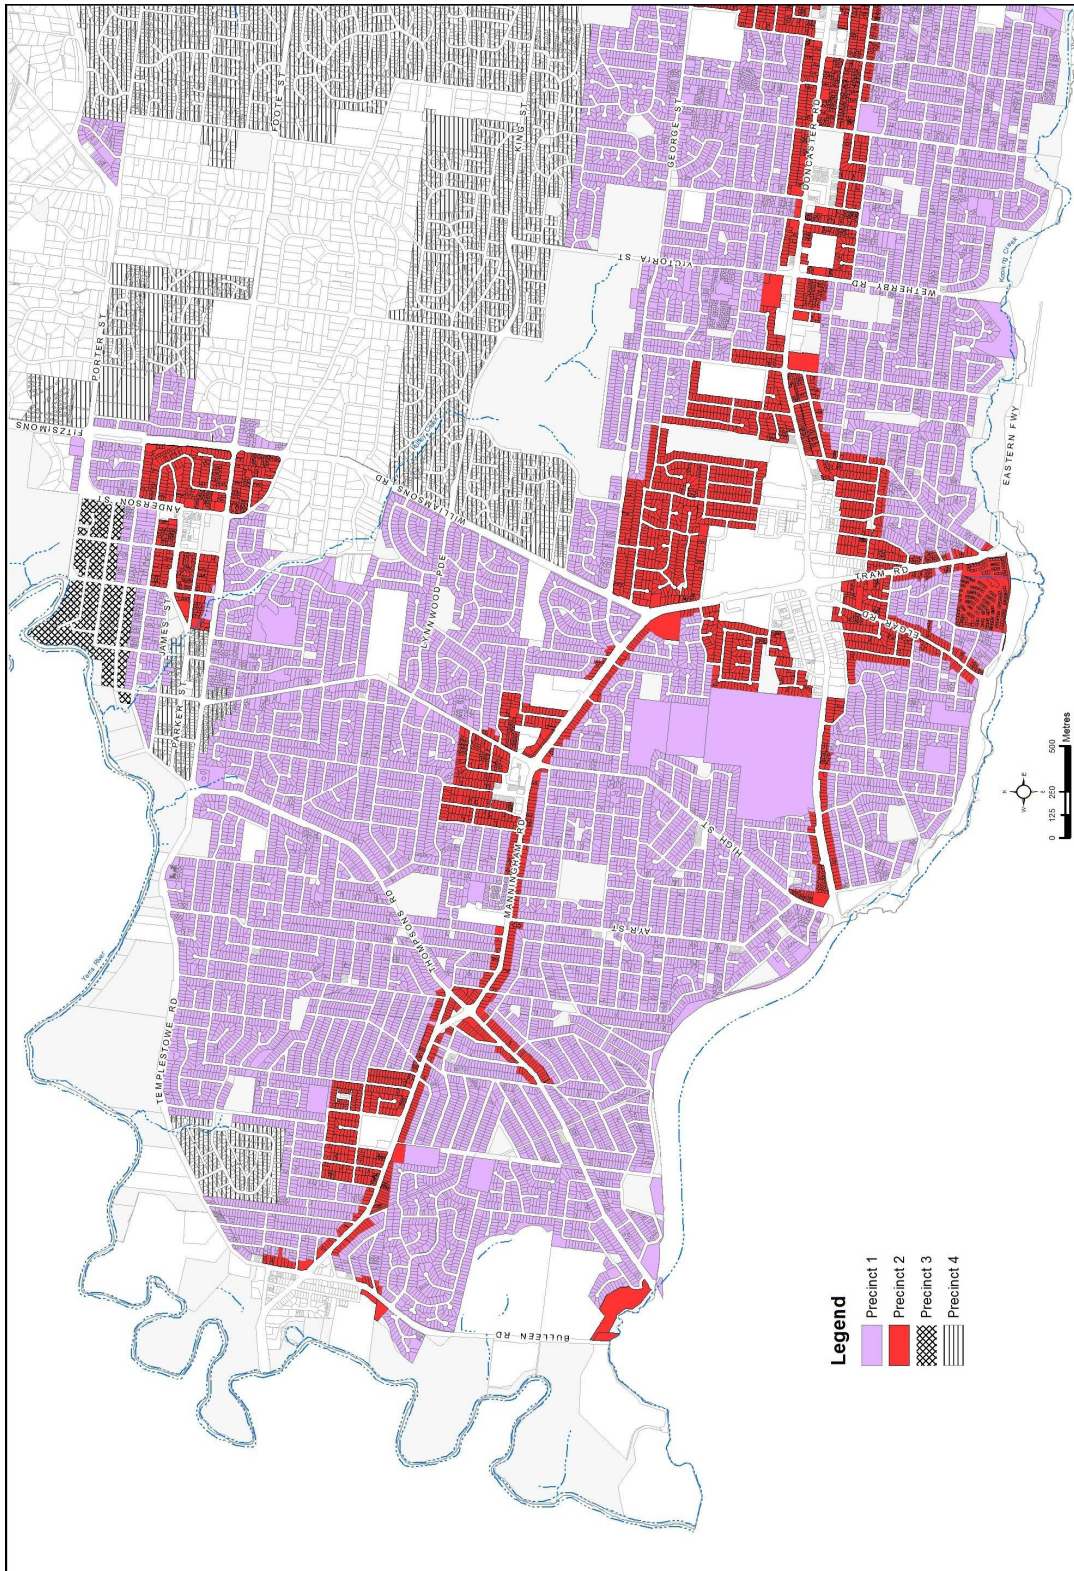 FITZSIMONS
PORTER ST
FOOTE ST
ANDERSON ST
JAMES ST
PARKER ST
KING ST
WILLIAMSONS RD
LYNNWOOD PDE
VICTORIA ST
GEORGE ST
DONCASTER RD
WETHERBY RD
Koonung Creek
EASTERN FWY
TRAM RD
ELGAR RD
Yarra River
TEMPLESTOWE RD
THOMPSONS RD
MANNINGHAM RD
HIGH ST
AYR ST
BULLEEN RD
Legend
Precinct 1
Precinct 2
Precinct 3
Precinct 4
N
W E
S
0 125 250 500
Metres